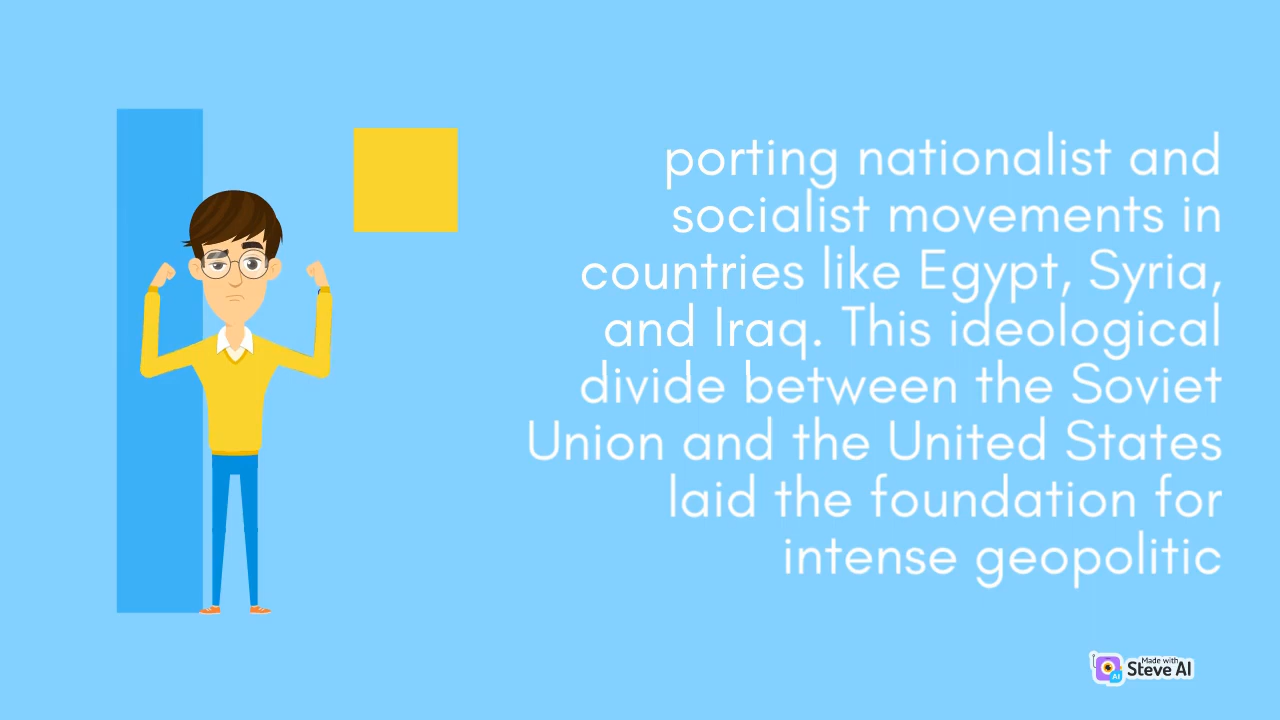 porting nationalist and
socialist movements in
countries like Egypt, Syria,
and Iraq. This ideological
divide between the Soviet
Union and the United States
laid the foundation for
intense geopolitic
Made with
Steve AI
AI